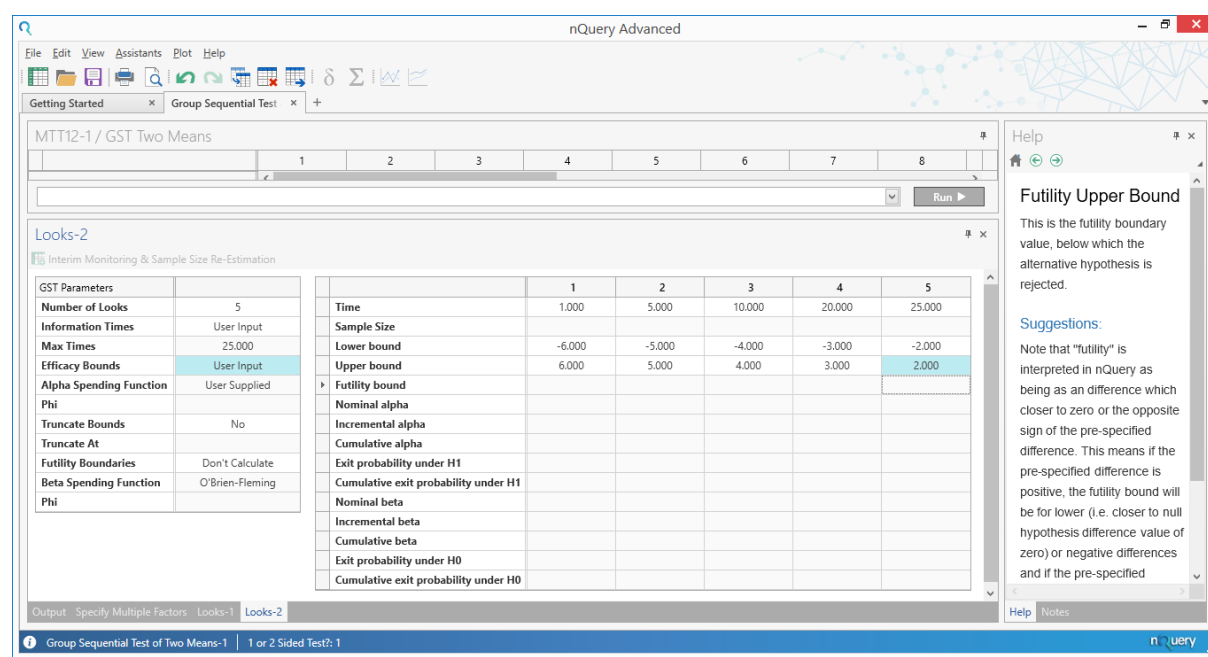 nQuery Advanced
File Edit View Assistants Plot Help
δ Σ
Getting Started × Group Sequential Test × +
MTT12-1 / GST Two Means
1 2 3 4 5 6 7 8
Run
Looks-2
Interim Monitoring & Sample Size Re-Estimation
GST Parameters
Number of Looks 5
Information Times User Input
Max Times 25.000
Efficacy Bounds User Input
Alpha Spending Function User Supplied
Phi
Truncate Bounds No
Truncate At
Futility Boundaries Don't Calculate
Beta Spending Function O'Brien-Fleming
Phi
1 2 3 4 5
Time 1.000 5.000 10.000 20.000 25.000
Sample Size
Lower bound -6.000 -5.000 -4.000 -3.000 -2.000
Upper bound 6.000 5.000 4.000 3.000 2.000
Futility bound
Nominal alpha
Incremental alpha
Cumulative alpha
Exit probability under H1
Cumulative exit probability under H1
Nominal beta
Incremental beta
Cumulative beta
Exit probability under H0
Cumulative exit probability under H0
Output Specify Multiple Factors Looks-1 Looks-2
Help
Futility Upper Bound
This is the futility boundary
value, below which the
alternative hypothesis is
rejected.
Suggestions:
Note that "futility" is
interpreted in nQuery as
being as an difference which
closer to zero or the opposite
sign of the pre-specified
difference. This means if the
pre-specified difference is
positive, the futility bound will
be for lower (i.e. closer to null
hypothesis difference value of
zero) or negative differences
and if the pre-specified
Help Notes
Group Sequential Test of Two Means-1 | 1 or 2 Sided Test?: 1
nQuery